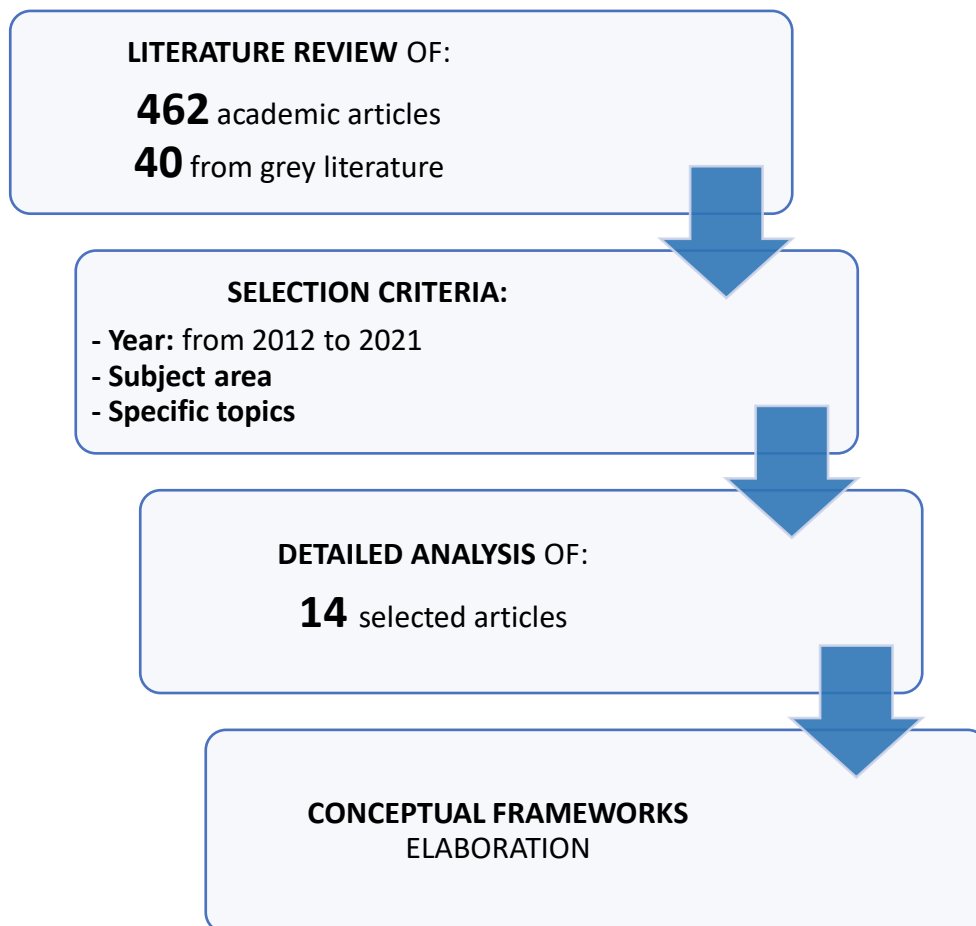 LITERATURE REVIEW OF:
462 academic articles
40 from grey literature
SELECTION CRITERIA:
- Year: from 2012 to 2021
- Subject area
- Specific topics
DETAILED ANALYSIS OF:
14 selected articles
CONCEPTUAL FRAMEWORKS
ELABORATION